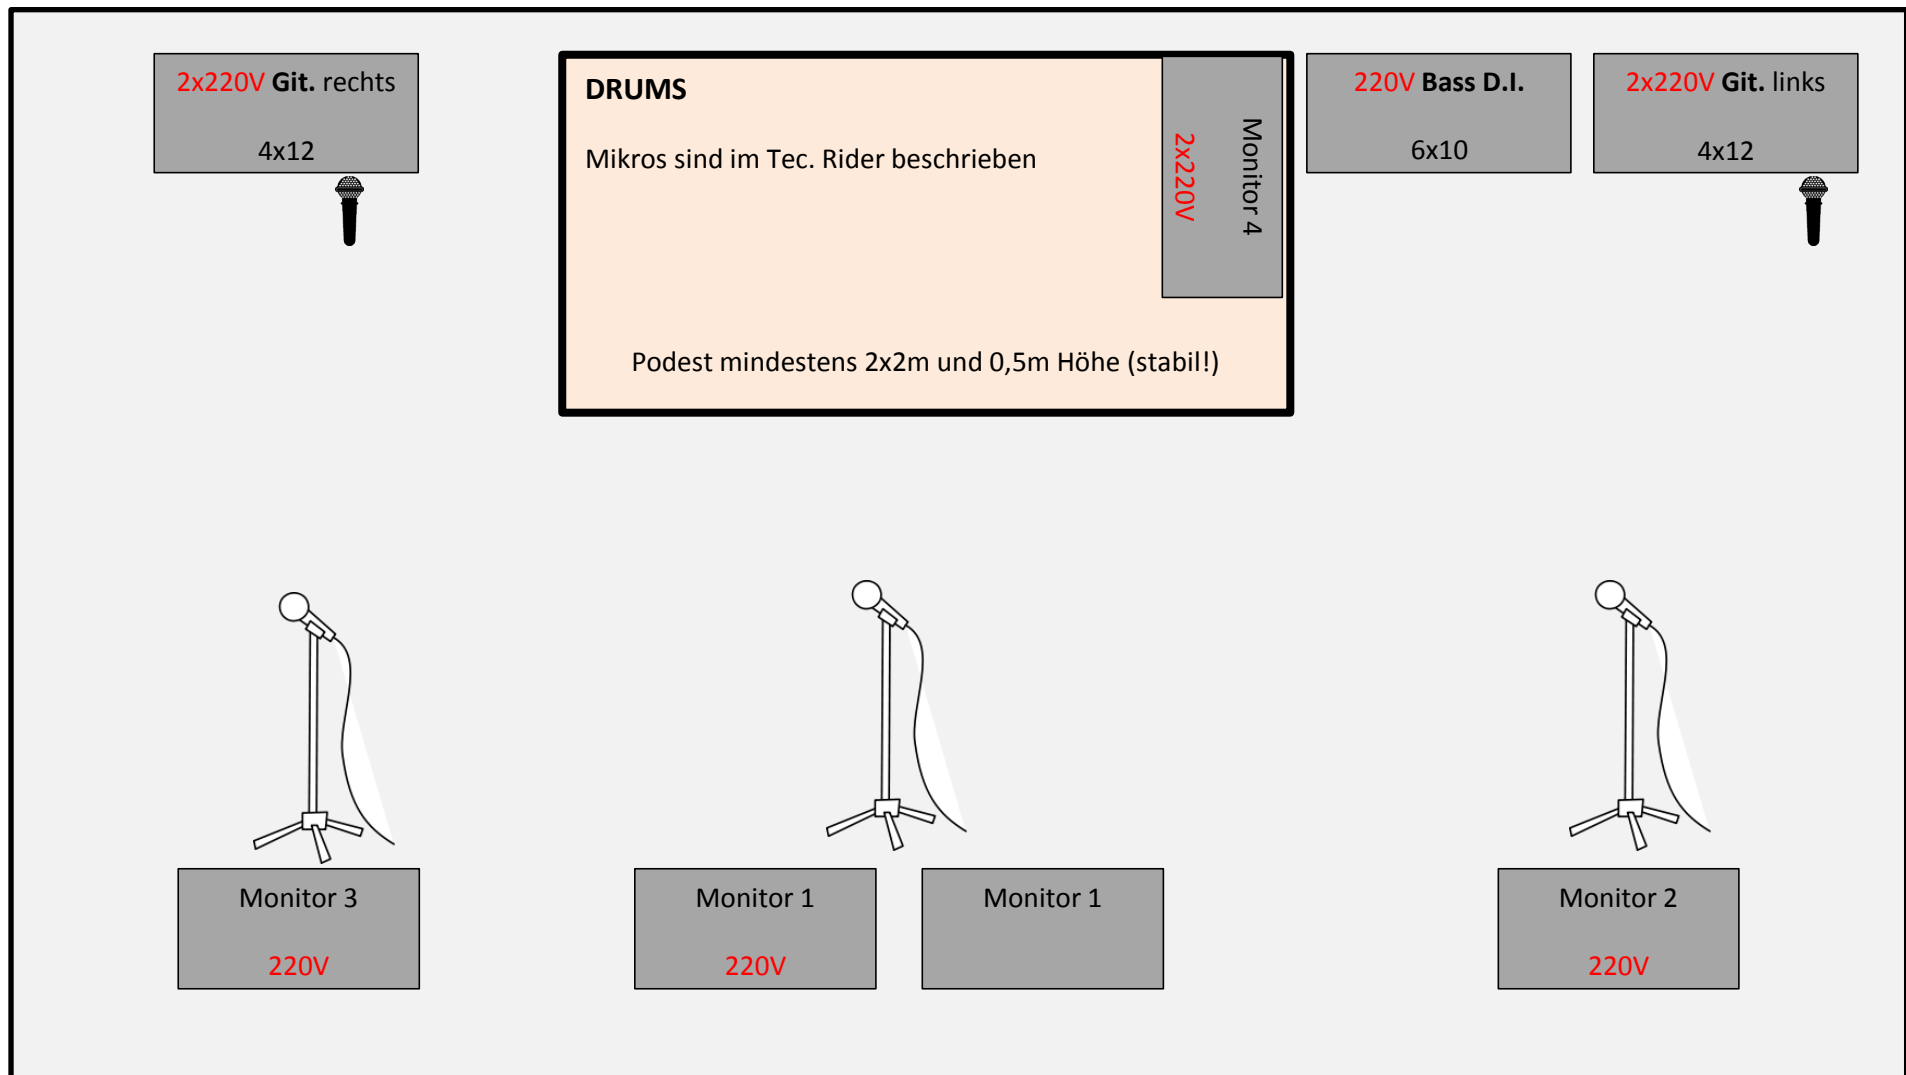 2x220V Git. rechts
4x12
DRUMS
Mikros sind im Tec. Rider beschrieben
Podest mindestens 2x2m und 0,5m Höhe (stabil!)
Monitor 4
2x220V
220V Bass D.I.
6x10
2x220V Git. links
4x12
Monitor 3
220V
Monitor 1
220V
Monitor 1
Monitor 2
220V